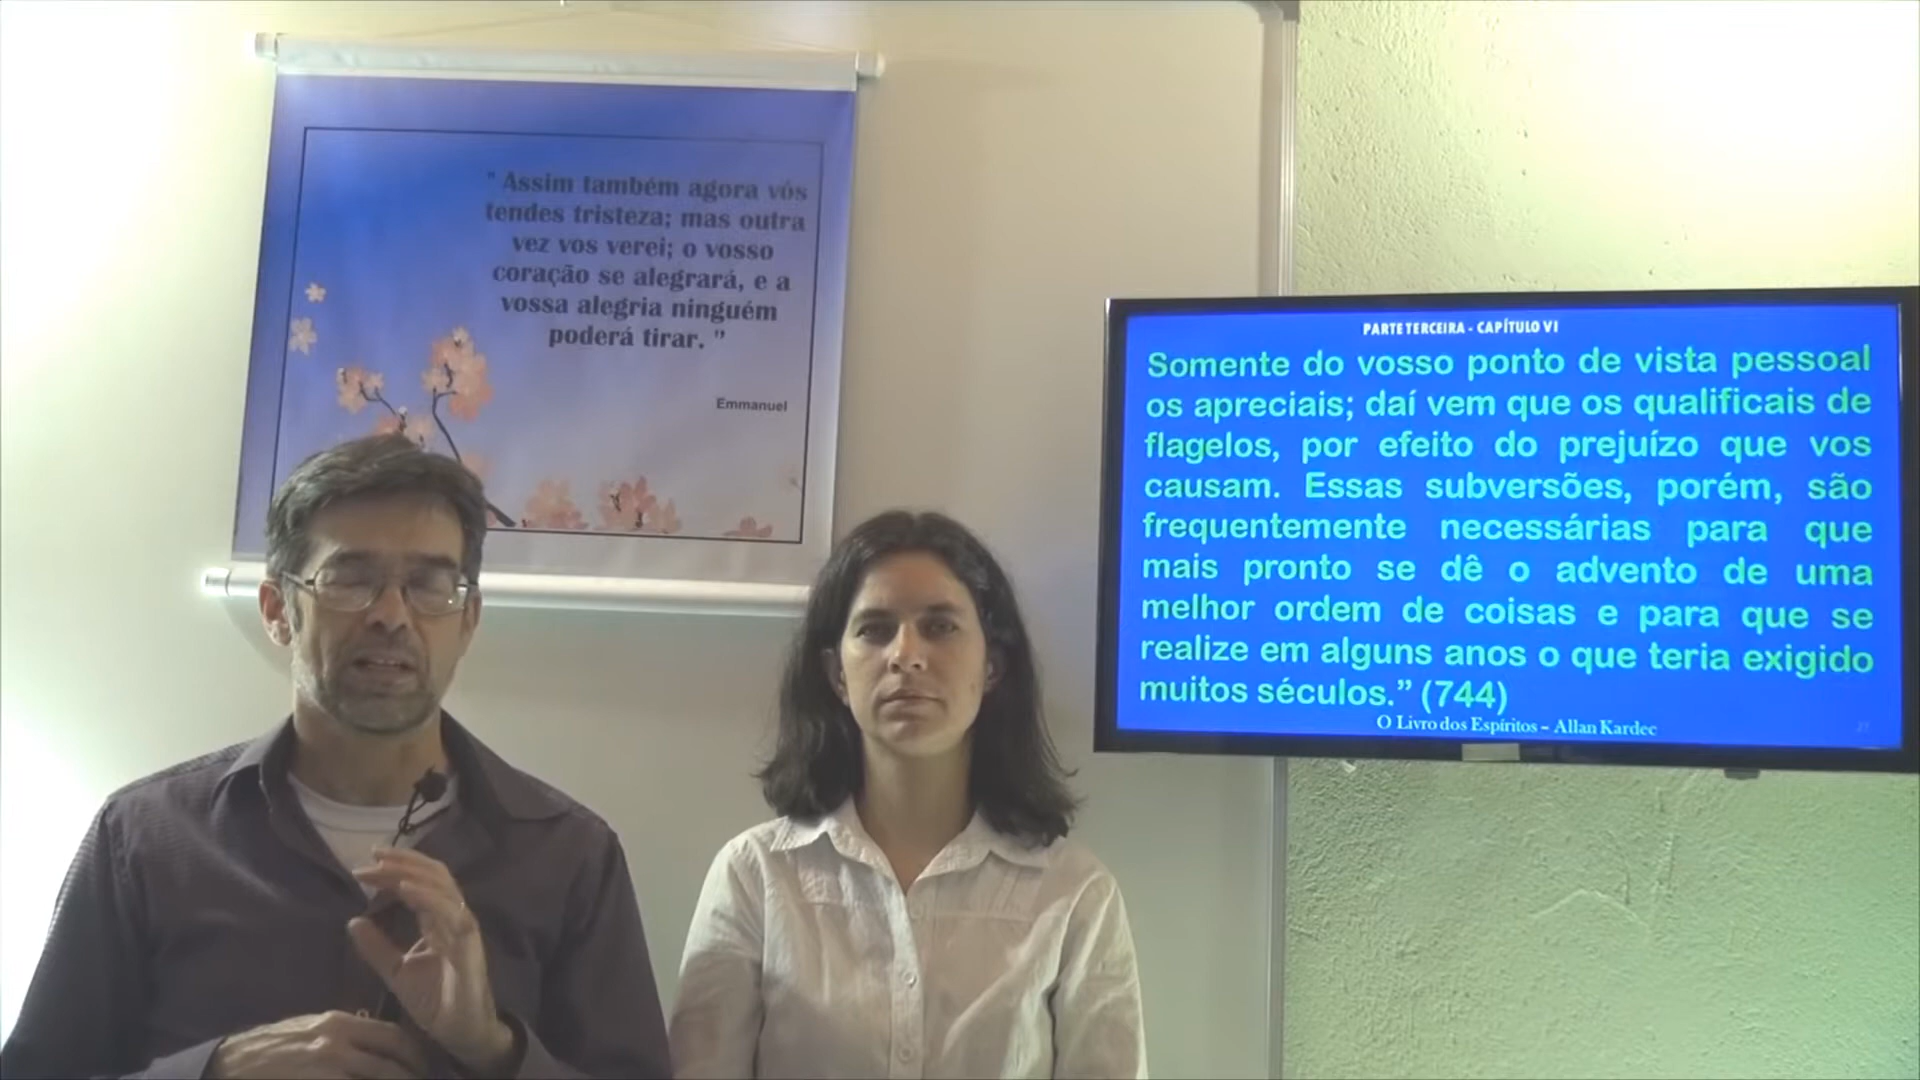 " Assim também agora vós
tendes tristeza; mas outra
vez vos verei; o vosso
coração se alegrará, e a
vossa alegria ninguém
poderá tirar. "
Emmanuel
PARTE TERCEIRA - CAPÍTULO VI
Somente do vosso ponto de vista pessoal
os apreciais; daí vem que os qualificais de
flagelos, por efeito do prejuízo que vos
causam. Essas subversões, porém, são
frequentemente necessárias para que
mais pronto se dê o advento de uma
melhor ordem de coisas e para que se
realize em alguns anos o que teria exigido
muitos séculos.” (744)
O Livro dos Espíritos – Allan Kardec